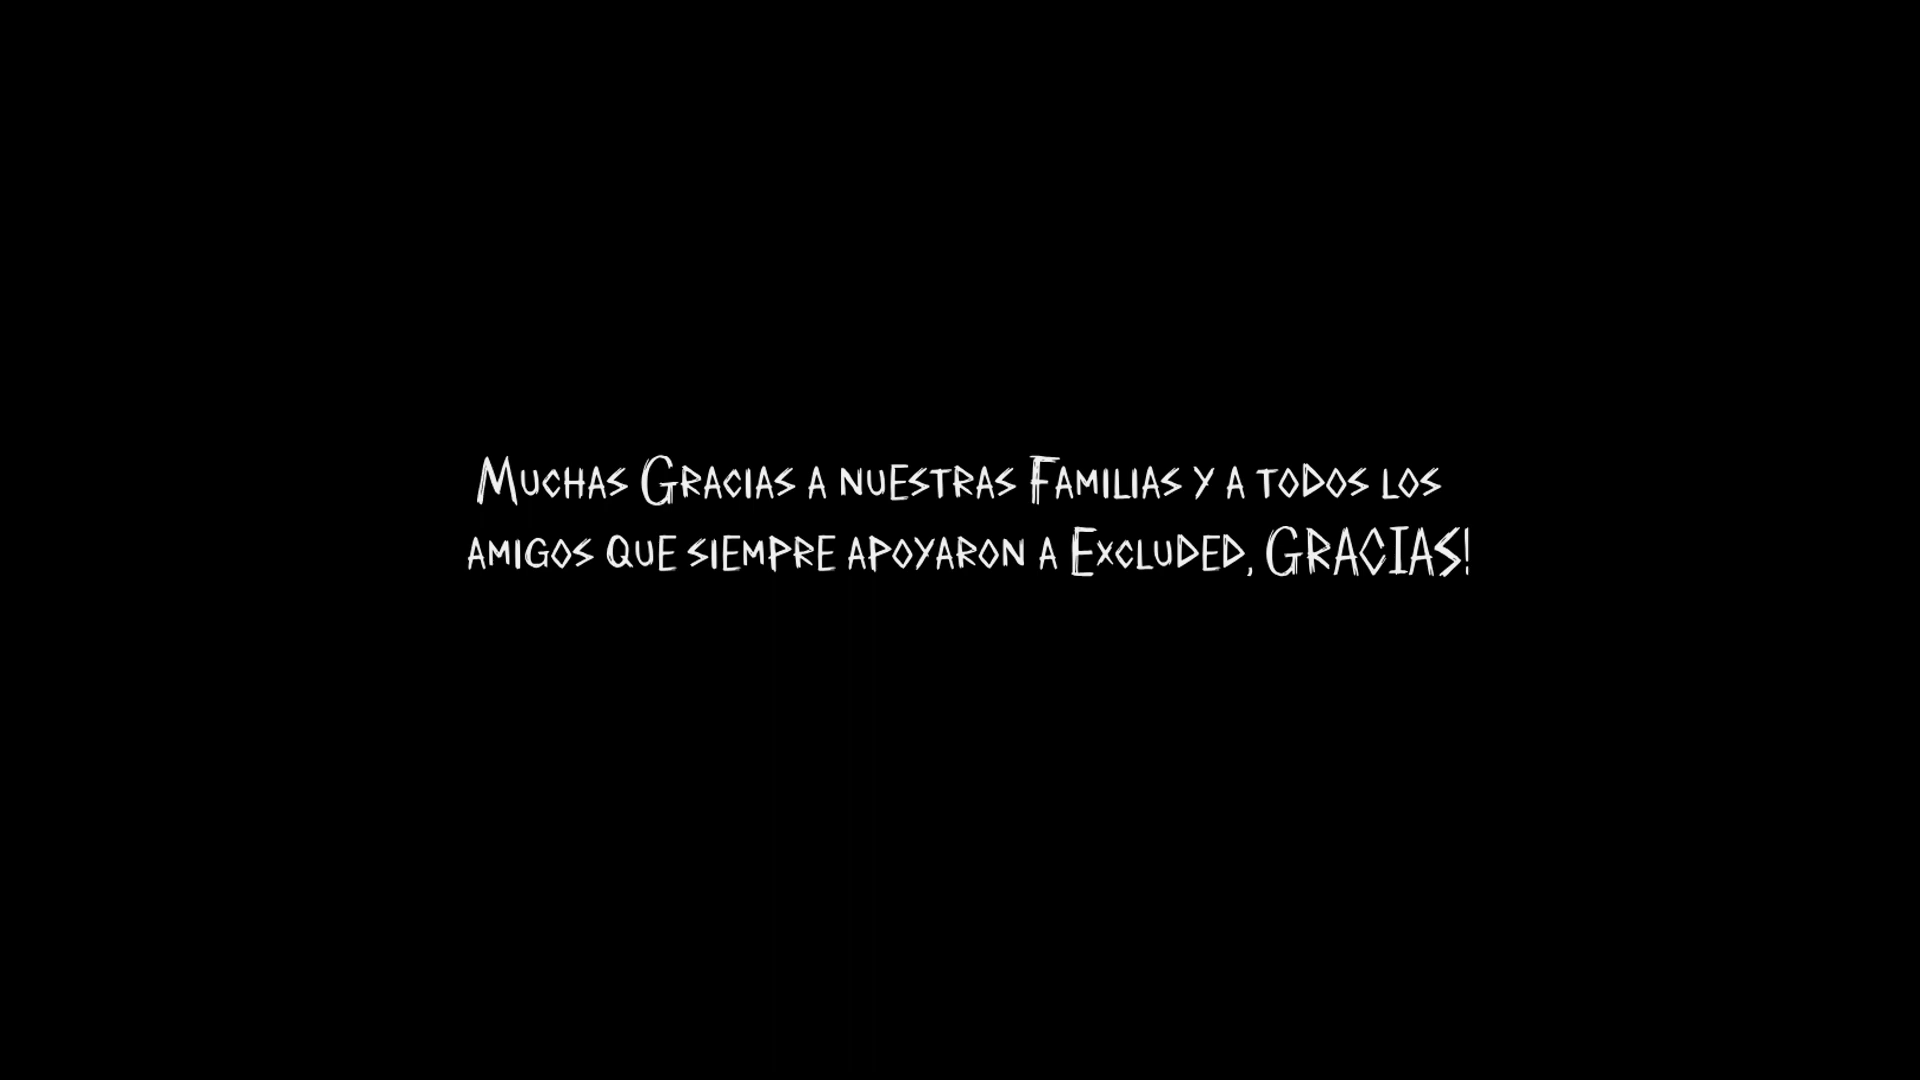 Muchas Gracias a nuestras Familias y a todos los
amigos que siempre apoyaron a Excluded, GRACIAS!